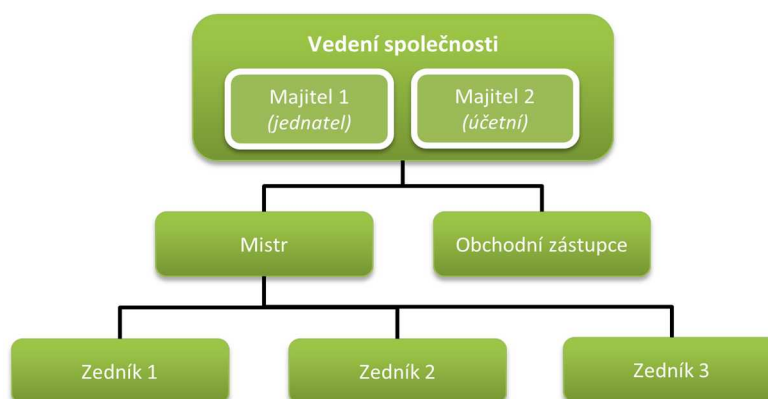 Vedení společnosti
Majitel 1
(jednatel)
Majitel 2
(účetní)
Mistr
Obchodní zástupce
Zedník 1
Zedník 2
Zedník 3